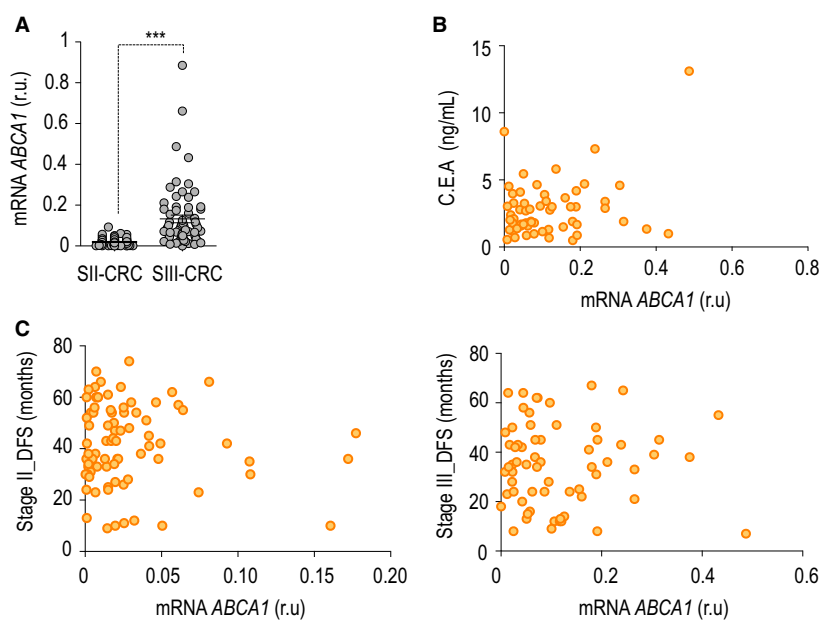 A
mRNA ABCA1 (r.u.)
1
0.8
0.6
0.4
0.2
0
***
SII-CRC SIII-CRC
B
C.E.A (ng/mL)
15
10
5
0
0 0.2 0.4 0.6 0.8
mRNA ABCA1 (r.u)
C
Stage II_DFS (months)
80
60
40
20
0
0 0.05 0.10 0.15 0.20
mRNA ABCA1 (r.u)
Stage III_DFS (months)
80
60
40
20
0
0 0.2 0.4 0.6
mRNA ABCA1 (r.u)